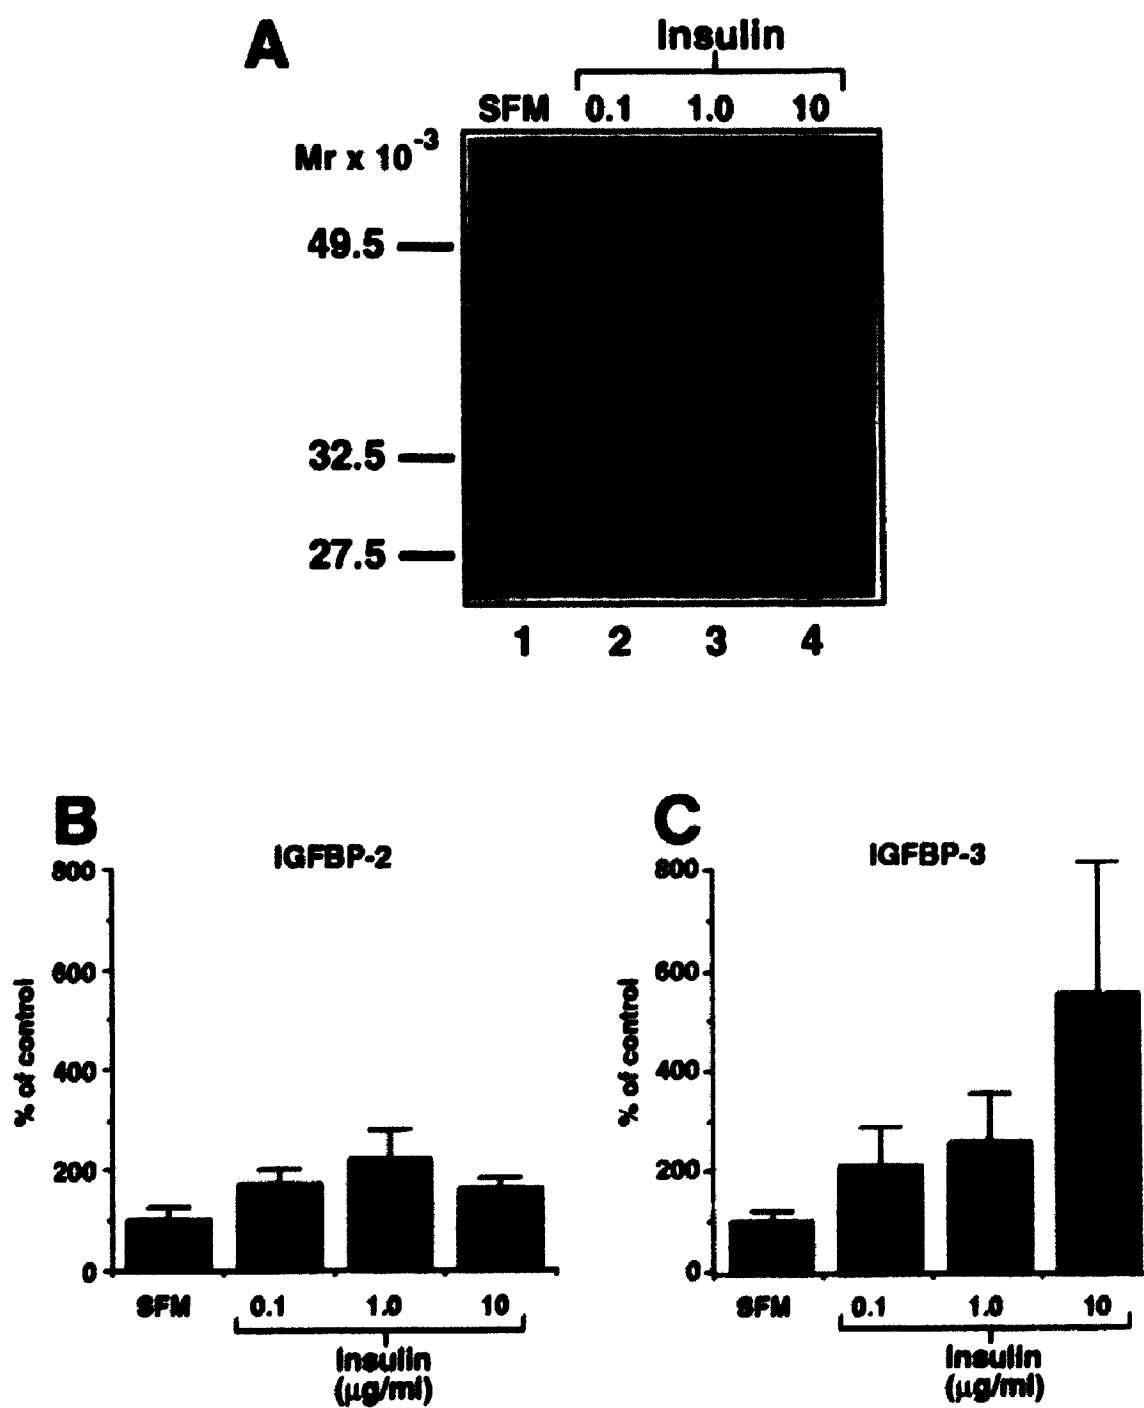 A
Insulin
SFM 0.1 1.0 10
Mr x 10-3
49.5
32.5
27.5
1 2 3 4
B
IGFBP-2
800
600
400
200
0
% of control
SFM 0.1 1.0 10
Insulin
(µg/ml)
C
IGFBP-3
800
600
400
200
0
% of control
SFM 0.1 1.0 10
Insulin
(µg/ml)